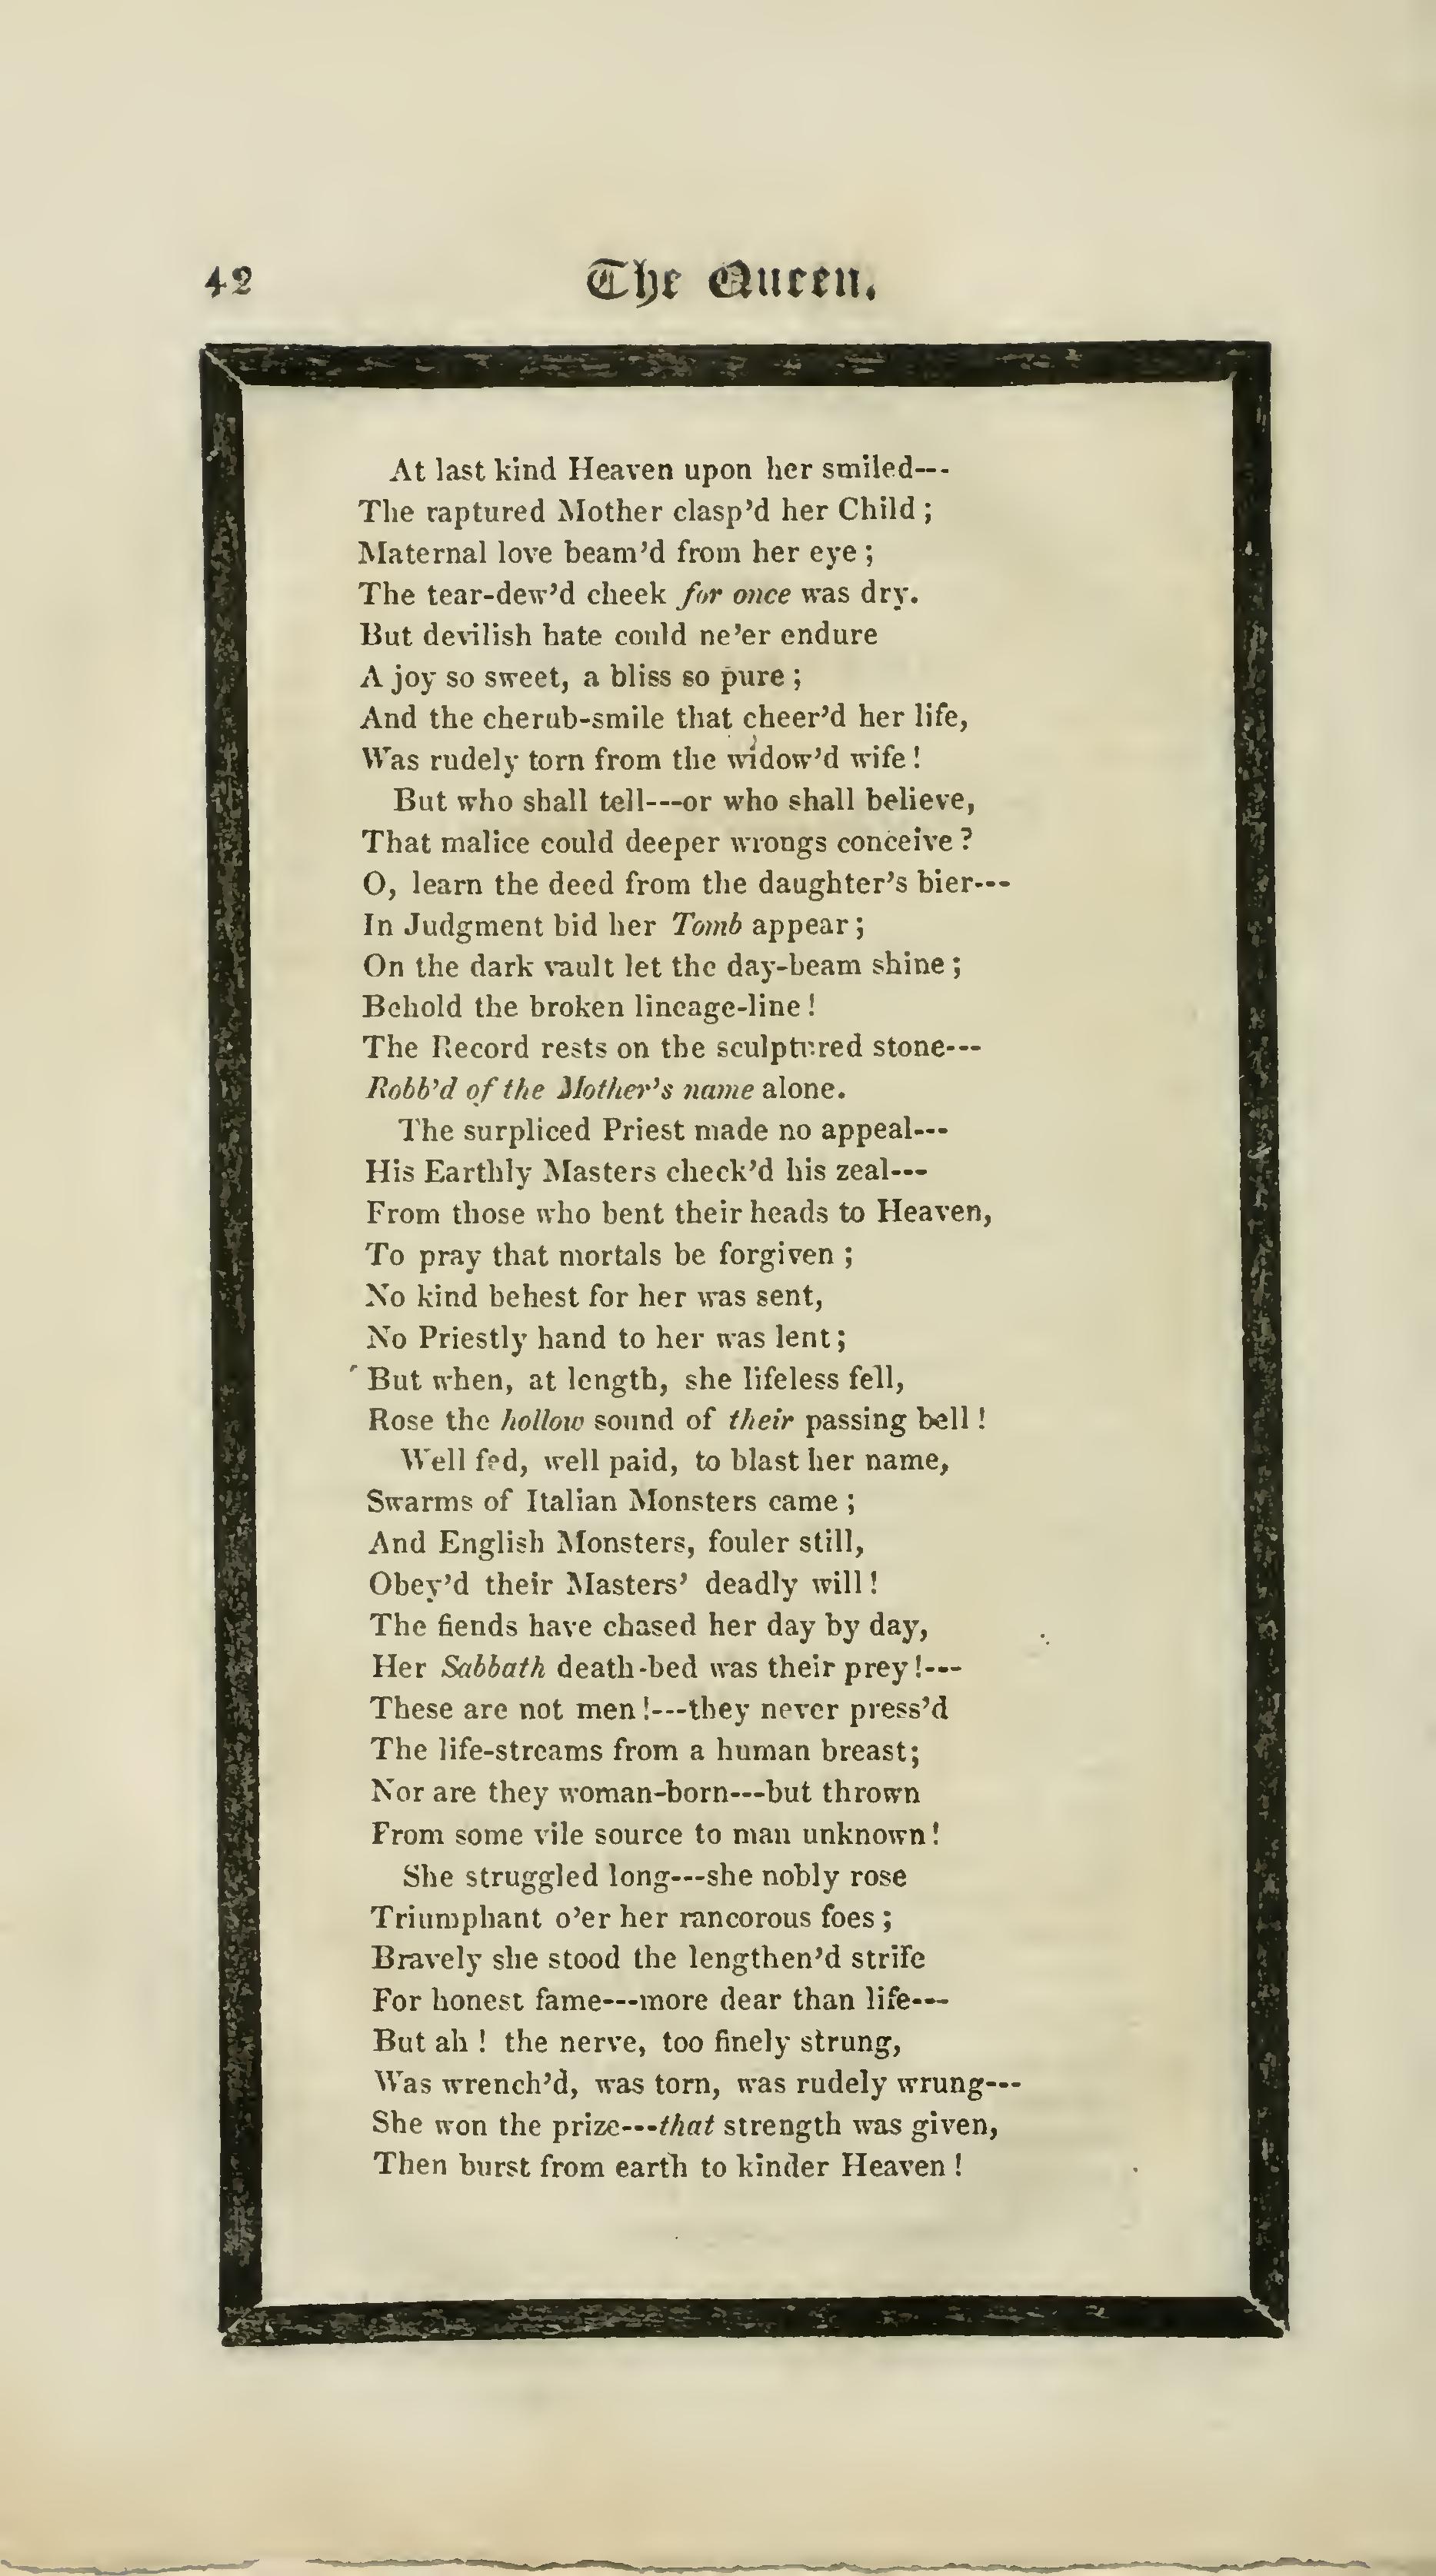 42 The Queen.
At last kind Heaven upon her smiled---
The raptured Mother clasp'd her Child ;
Maternal love beam'd from her eye ;
The tear-dew'd cheek for once was dry.
But devilish hate could ne'er endure
A joy so sweet, a bliss so pure ;
And the cherub-smile that cheer'd her life,
Was rudely torn from the widow'd wife !
But who shall tell---or who shall believe,
That malice could deeper wrongs conceive ?
O, learn the deed from the daughter's bier---
In Judgment bid her Tomb appear ;
On the dark vault let the day-beam shine ;
Behold the broken lineage-line !
The Record rests on the sculptured stone---
Robb'd of the Mother's name alone.
The surpliced Priest made no appeal---
His Earthly Masters check'd his zeal---
From those who bent their heads to Heaven,
To pray that mortals be forgiven ;
No kind behest for her was sent,
No Priestly hand to her was lent ;
But when, at length, she lifeless fell,
Rose the hollow sound of their passing bell !
Well fed, well paid, to blast her name,
Swarms of Italian Monsters came ;
And English Monsters, fouler still,
Obey'd their Masters' deadly will !
The fiends have chased her day by day,
Her Sabbath death-bed was their prey !---
These are not men !---they never press'd
The life-streams from a human breast;
Nor are they woman-born---but thrown
From some vile source to man unknown !
She struggled long---she nobly rose
Triumphant o'er her rancorous foes ;
Bravely she stood the lengthen'd strife
For honest fame---more dear than life---
But ah ! the nerve, too finely strung,
Was wrench'd, was torn, was rudely wrung---
She won the prize---that strength was given,
Then burst from earth to kinder Heaven !